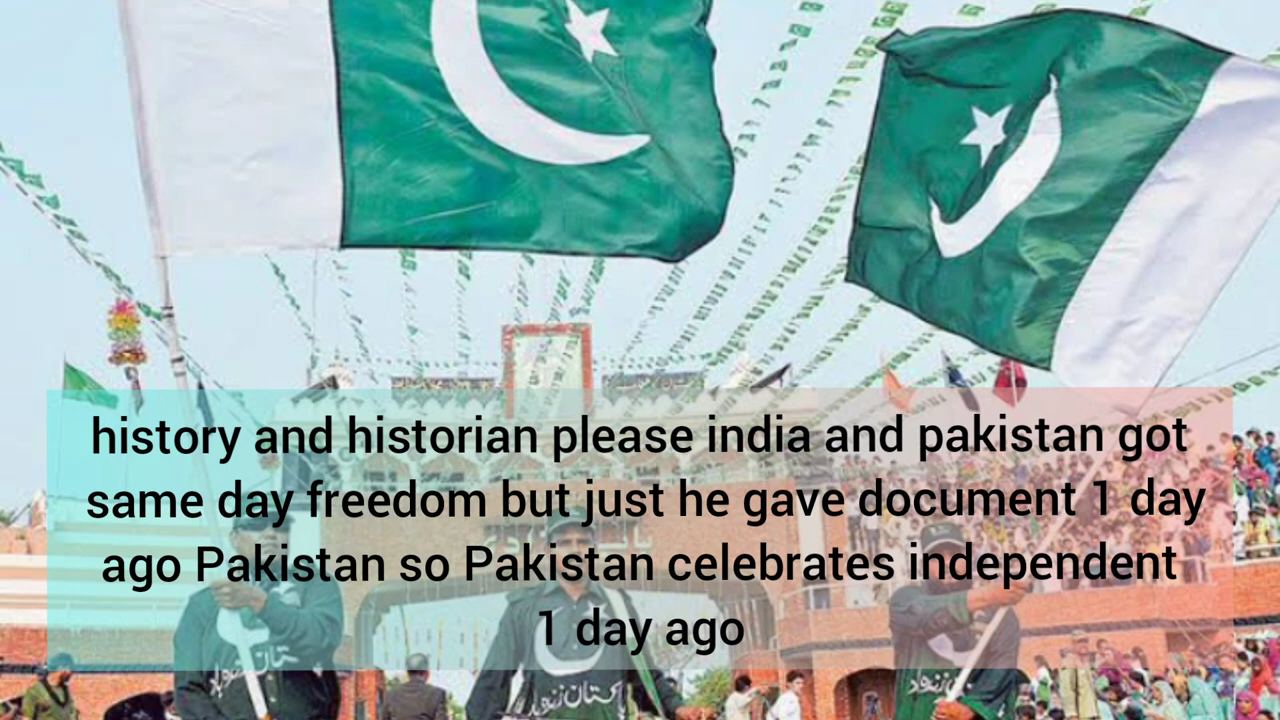 history and historian please india and pakistan got
same day freedom but just he gave document 1 day
ago Pakistan so Pakistan celebrates independent
1 day ago